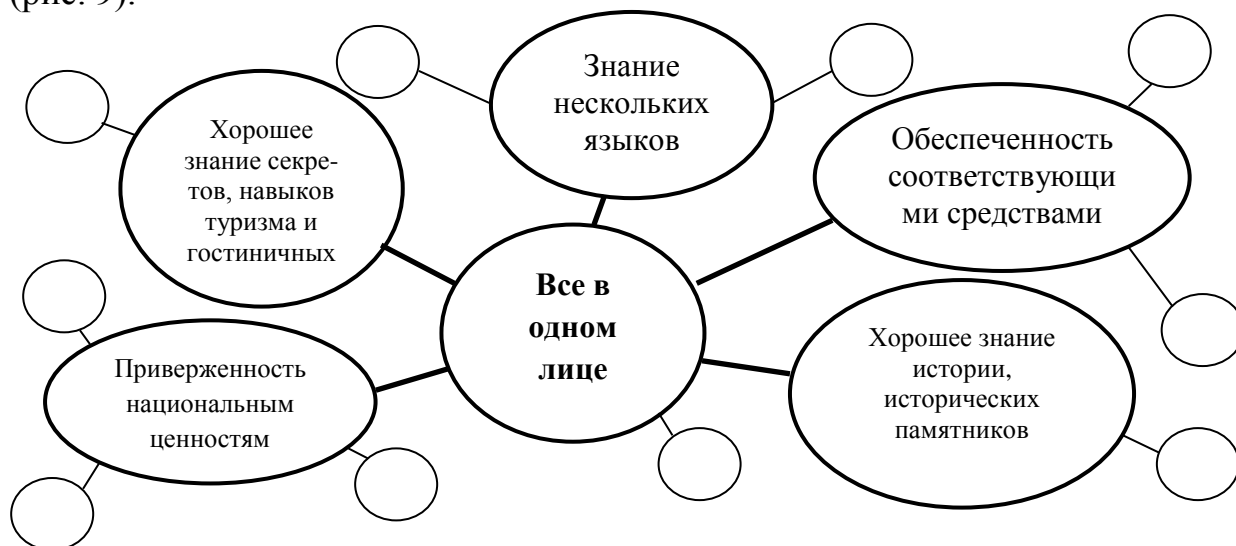 (рис. 9).
Знание
нескольких
языков
Хорошее
знание секре-
тов, навыков
туризма и
гостиничных
Обеспеченность
соответствующи
ми средствами
Все в
одном
лице
Приверженность
национальным
ценностям
Хорошее знание
истории,
исторических
памятников